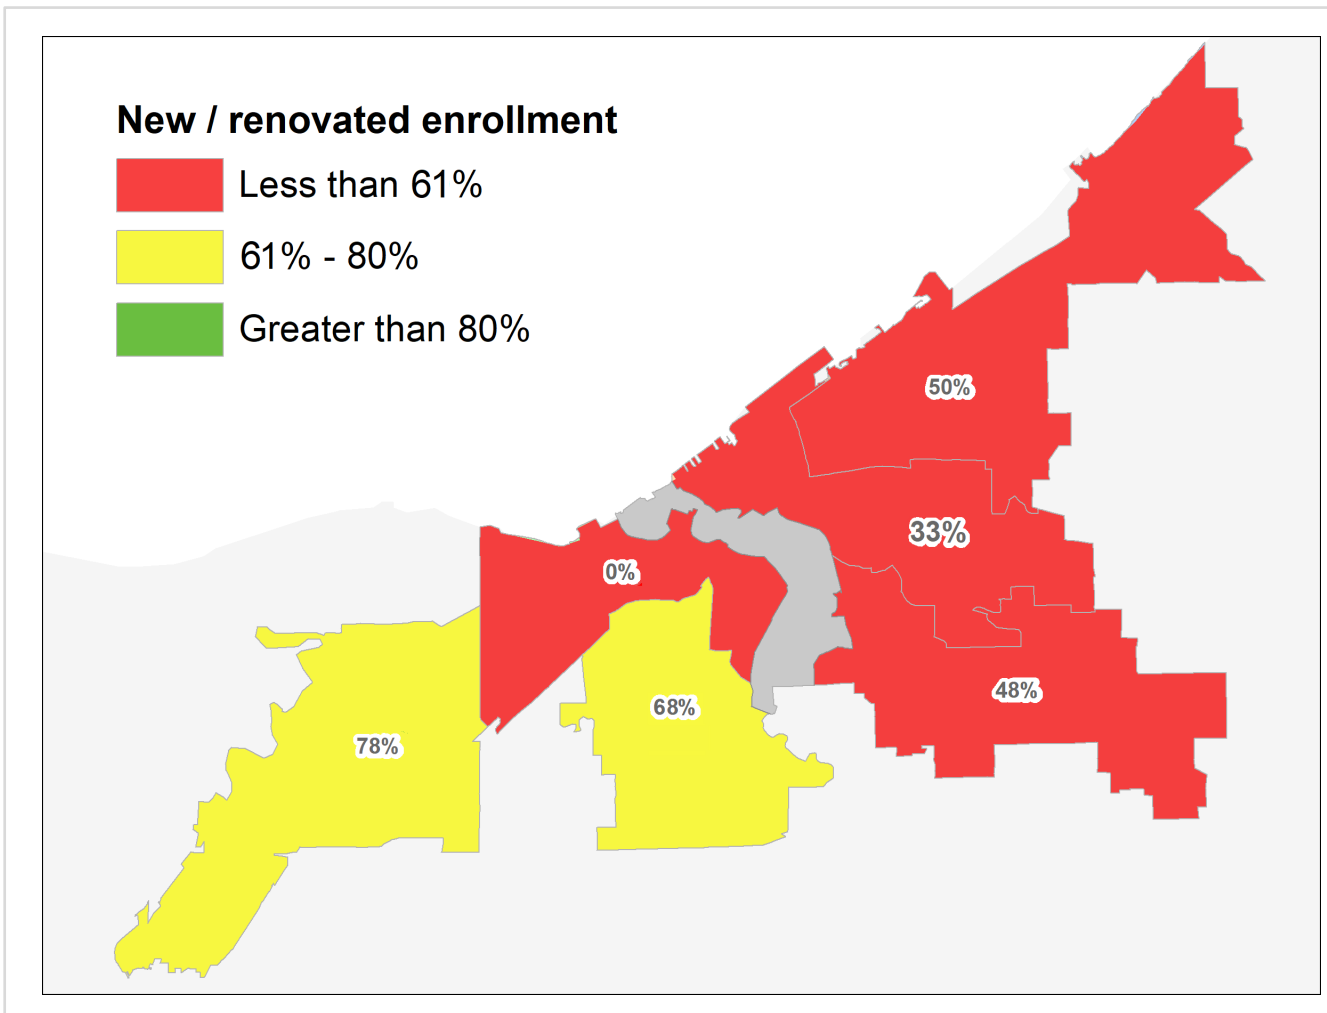 New / renovated enrollment
Less than 61%
61% - 80%
Greater than 80%
50%
33%
0%
48%
68%
78%